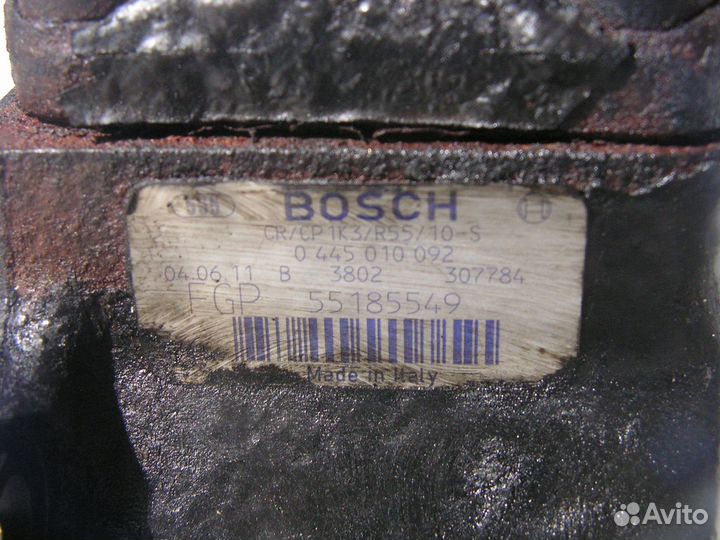 BOSCH
CR/CP1K3/R55/10-S
0 445 010 092
04.06.11 B 3802 307784
FGP 55185549
Made in Italy
Avito